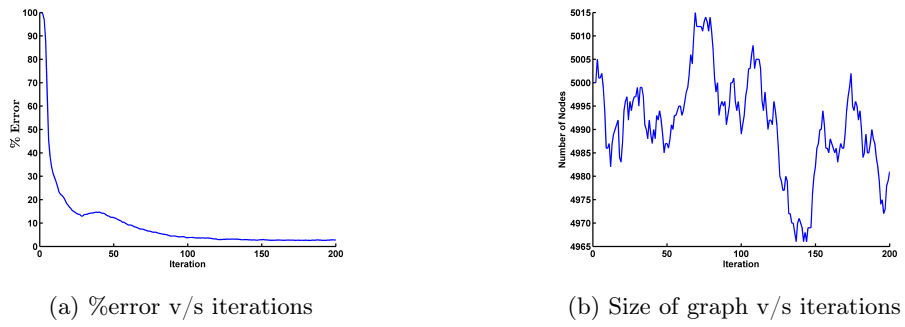 100
90
80
70
60
50
40
30
20
10
0
% Error
0 50 100 150 200
Iteration
(a) %error v/s iterations
5015
5010
5005
5000
4995
4990
4985
4980
4975
4970
4965
Number of Nodes
0 50 100 150 200
Iteration
(b) Size of graph v/s iterations